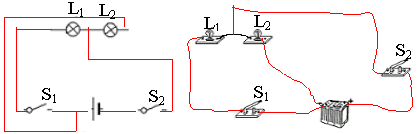 L₁ L₂
S₁ S₂
L₁ L₂
S₂
S₁